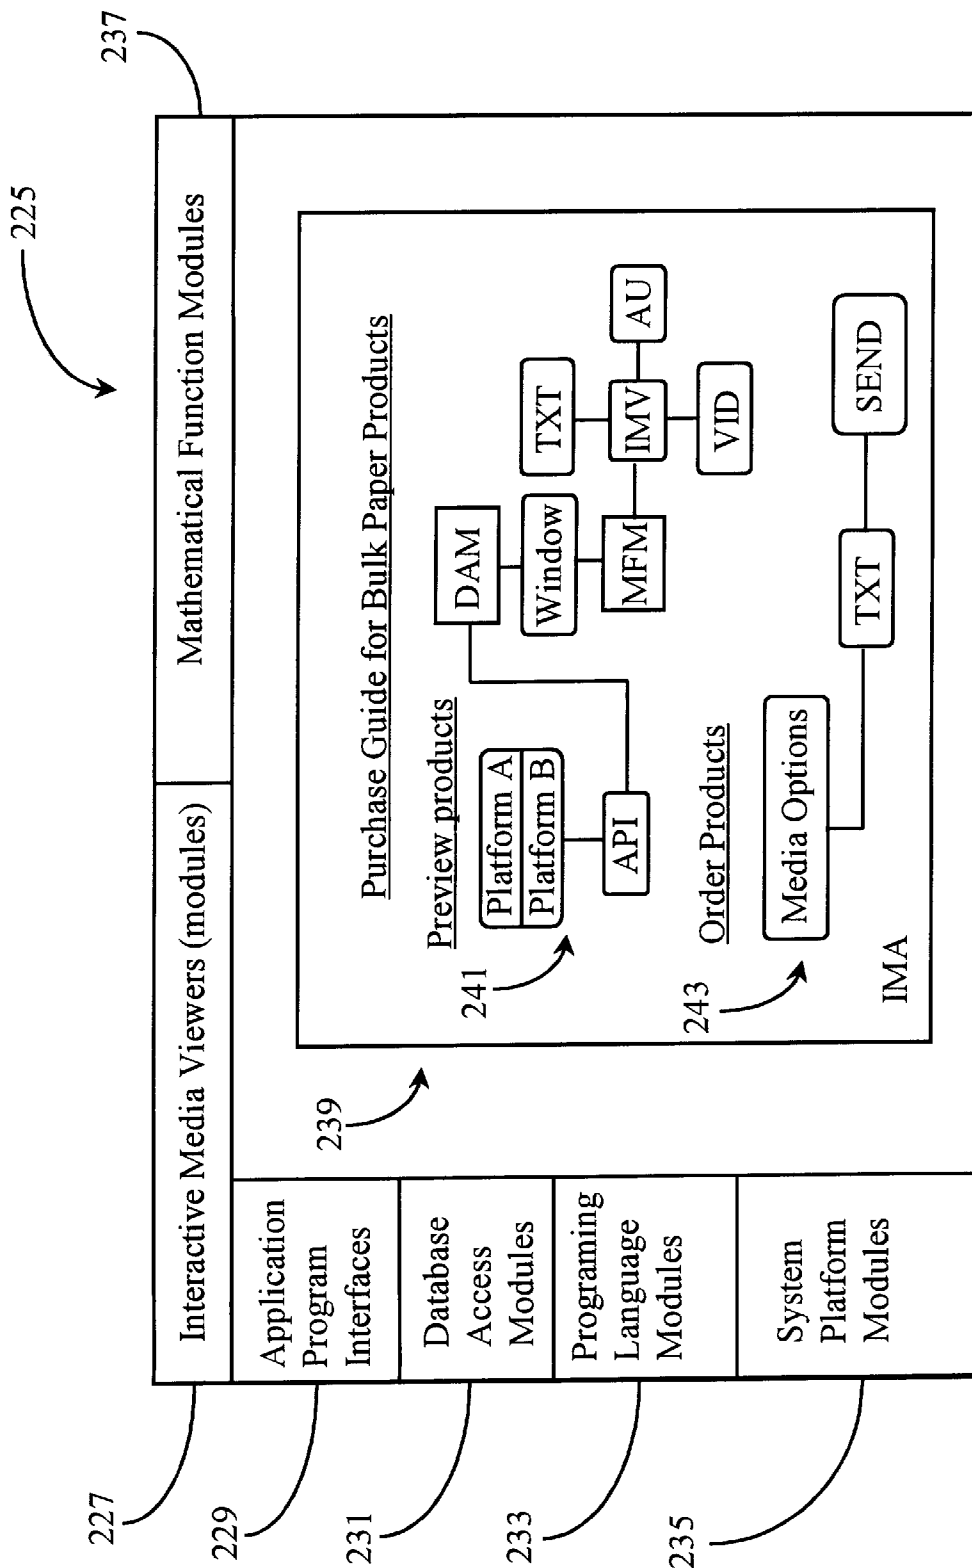 225
237
Interactive Media Viewers (modules)
Mathematical Function Modules
227
229
231
233
235
Application
Program
Interfaces
Database
Access
Modules
Programing
Language
Modules
System
Platform
Modules
239
Purchase Guide for Bulk Paper Products
Preview products
241
Platform A
Platform B
API
DAM
Window
MFM
TXT
IMV
AU
VID
Order Products
243
Media Options
TXT
SEND
IMA